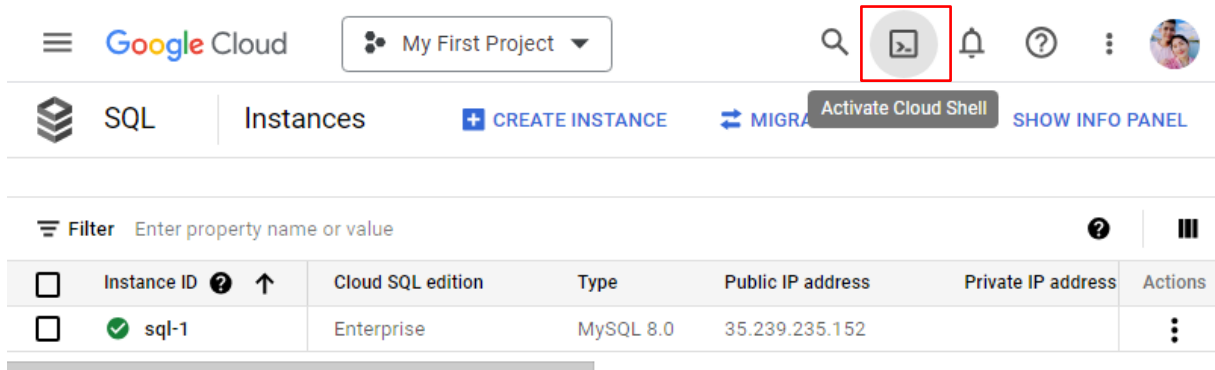 Google Cloud My First Project
Activate Cloud Shell
SQL Instances CREATE INSTANCE MIGRA SHOW INFO PANEL
Filter Enter property name or value
Instance ID Cloud SQL edition Type Public IP address Private IP address Actions
sql-1 Enterprise MySQL 8.0 35.239.235.152